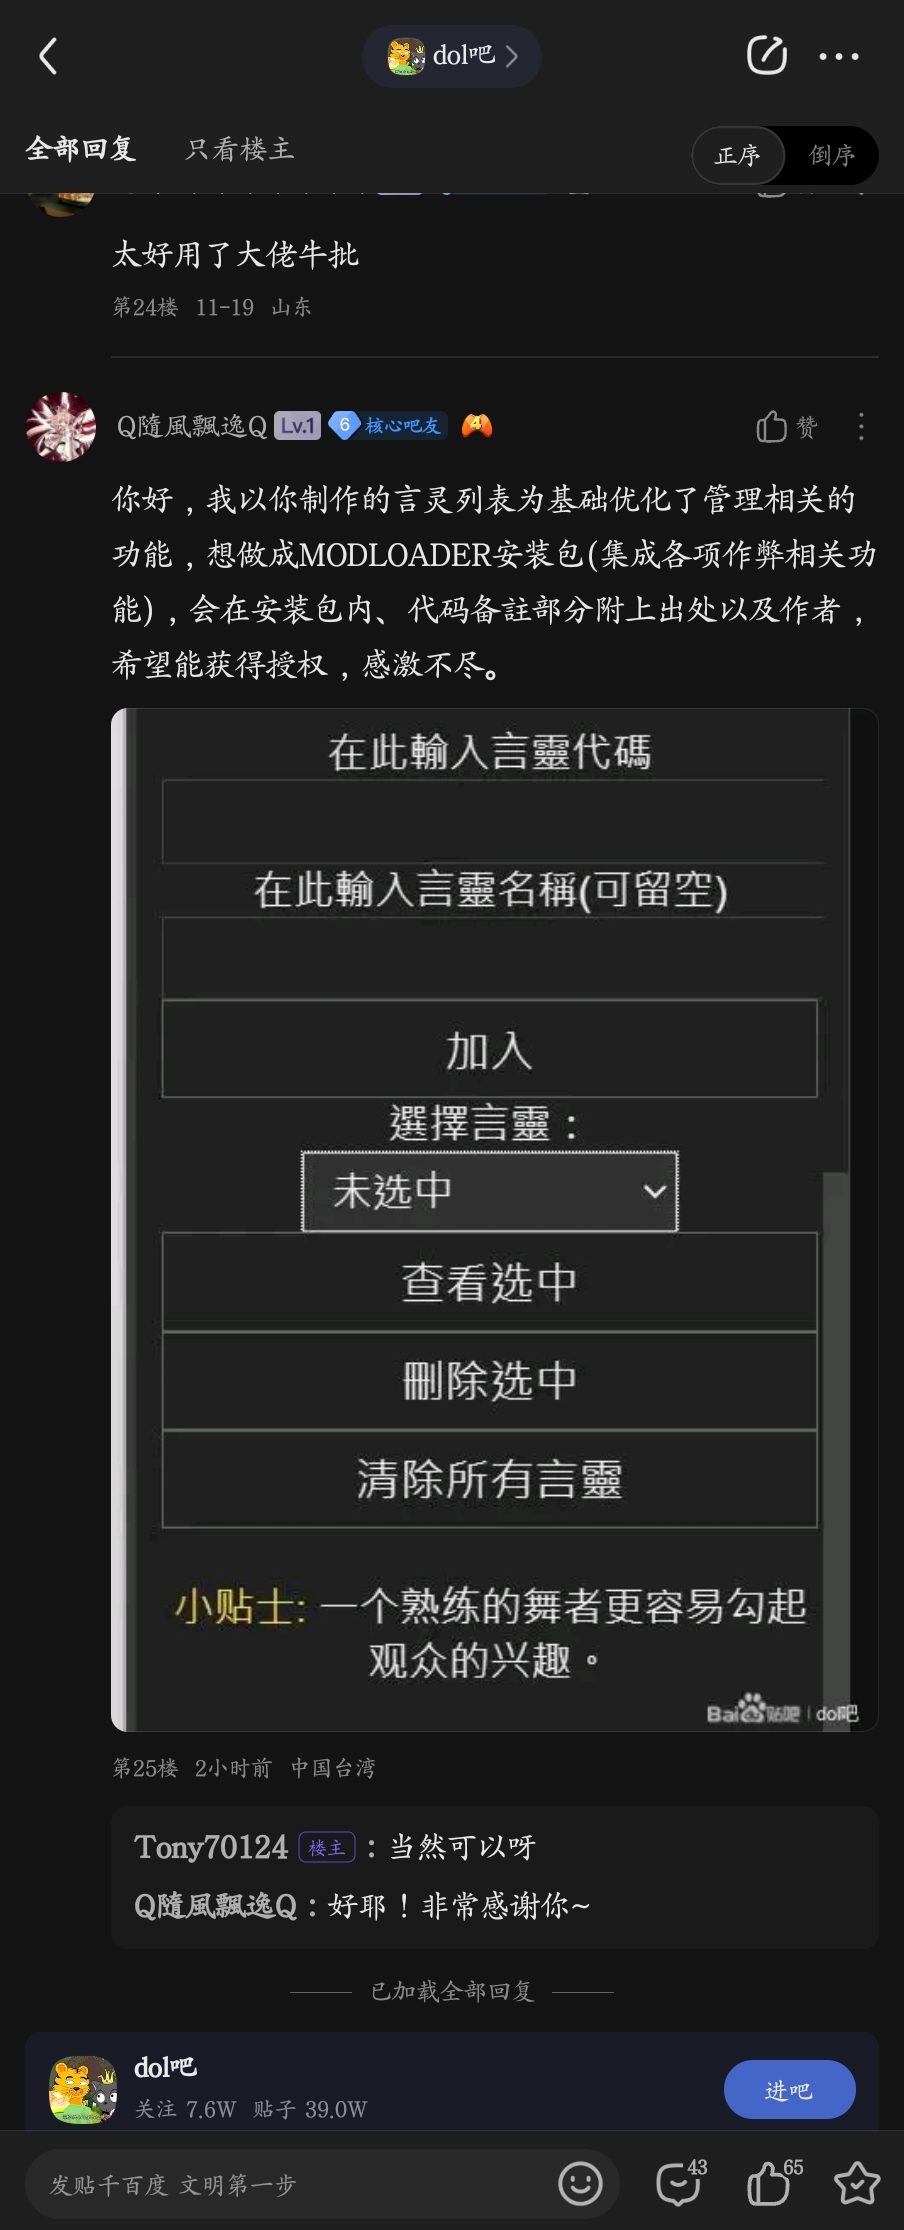 dol吧
全部回复 只看楼主 正序 倒序
太好用了大佬牛批
第24楼 11-19 山东
Q隨風飄逸Q Lv.1 6 核心吧友 4 赞
你好，我以你制作的言灵列表为基础优化了管理相关的
功能，想做成MODLOADER安装包(集成各项作弊相关功
能)，会在安装包内、代码备註部分附上出处以及作者，
希望能获得授权，感激不尽。
在此輸入言靈代碼
在此輸入言靈名稱(可留空)
加入
選擇言靈：
未选中
查看选中
刪除选中
清除所有言靈
小贴士: 一个熟练的舞者更容易勾起
观众的兴趣。
Bai贴吧 | dol吧
第25楼 2小时前 中国台湾
Tony70124 楼主：当然可以呀
Q隨風飄逸Q：好耶！非常感谢你~
已加载全部回复
dol吧
关注 7.6W 贴子 39.0W
进吧
发贴千百度 文明第一步 43 65